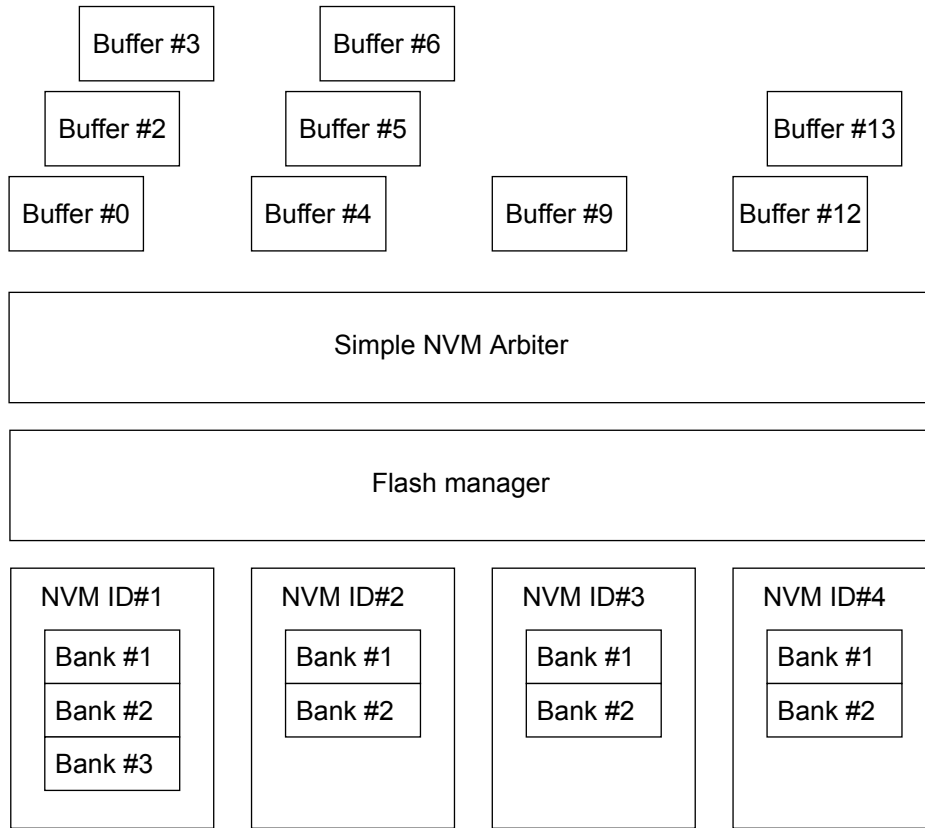 Buffer #3
Buffer #6
Buffer #2
Buffer #5
Buffer #13
Buffer #0
Buffer #4
Buffer #9
Buffer #12
Simple NVM Arbiter
Flash manager
NVM ID#1
NVM ID#2
NVM ID#3
NVM ID#4
Bank #1
Bank #1
Bank #1
Bank #1
Bank #2
Bank #2
Bank #2
Bank #2
Bank #3